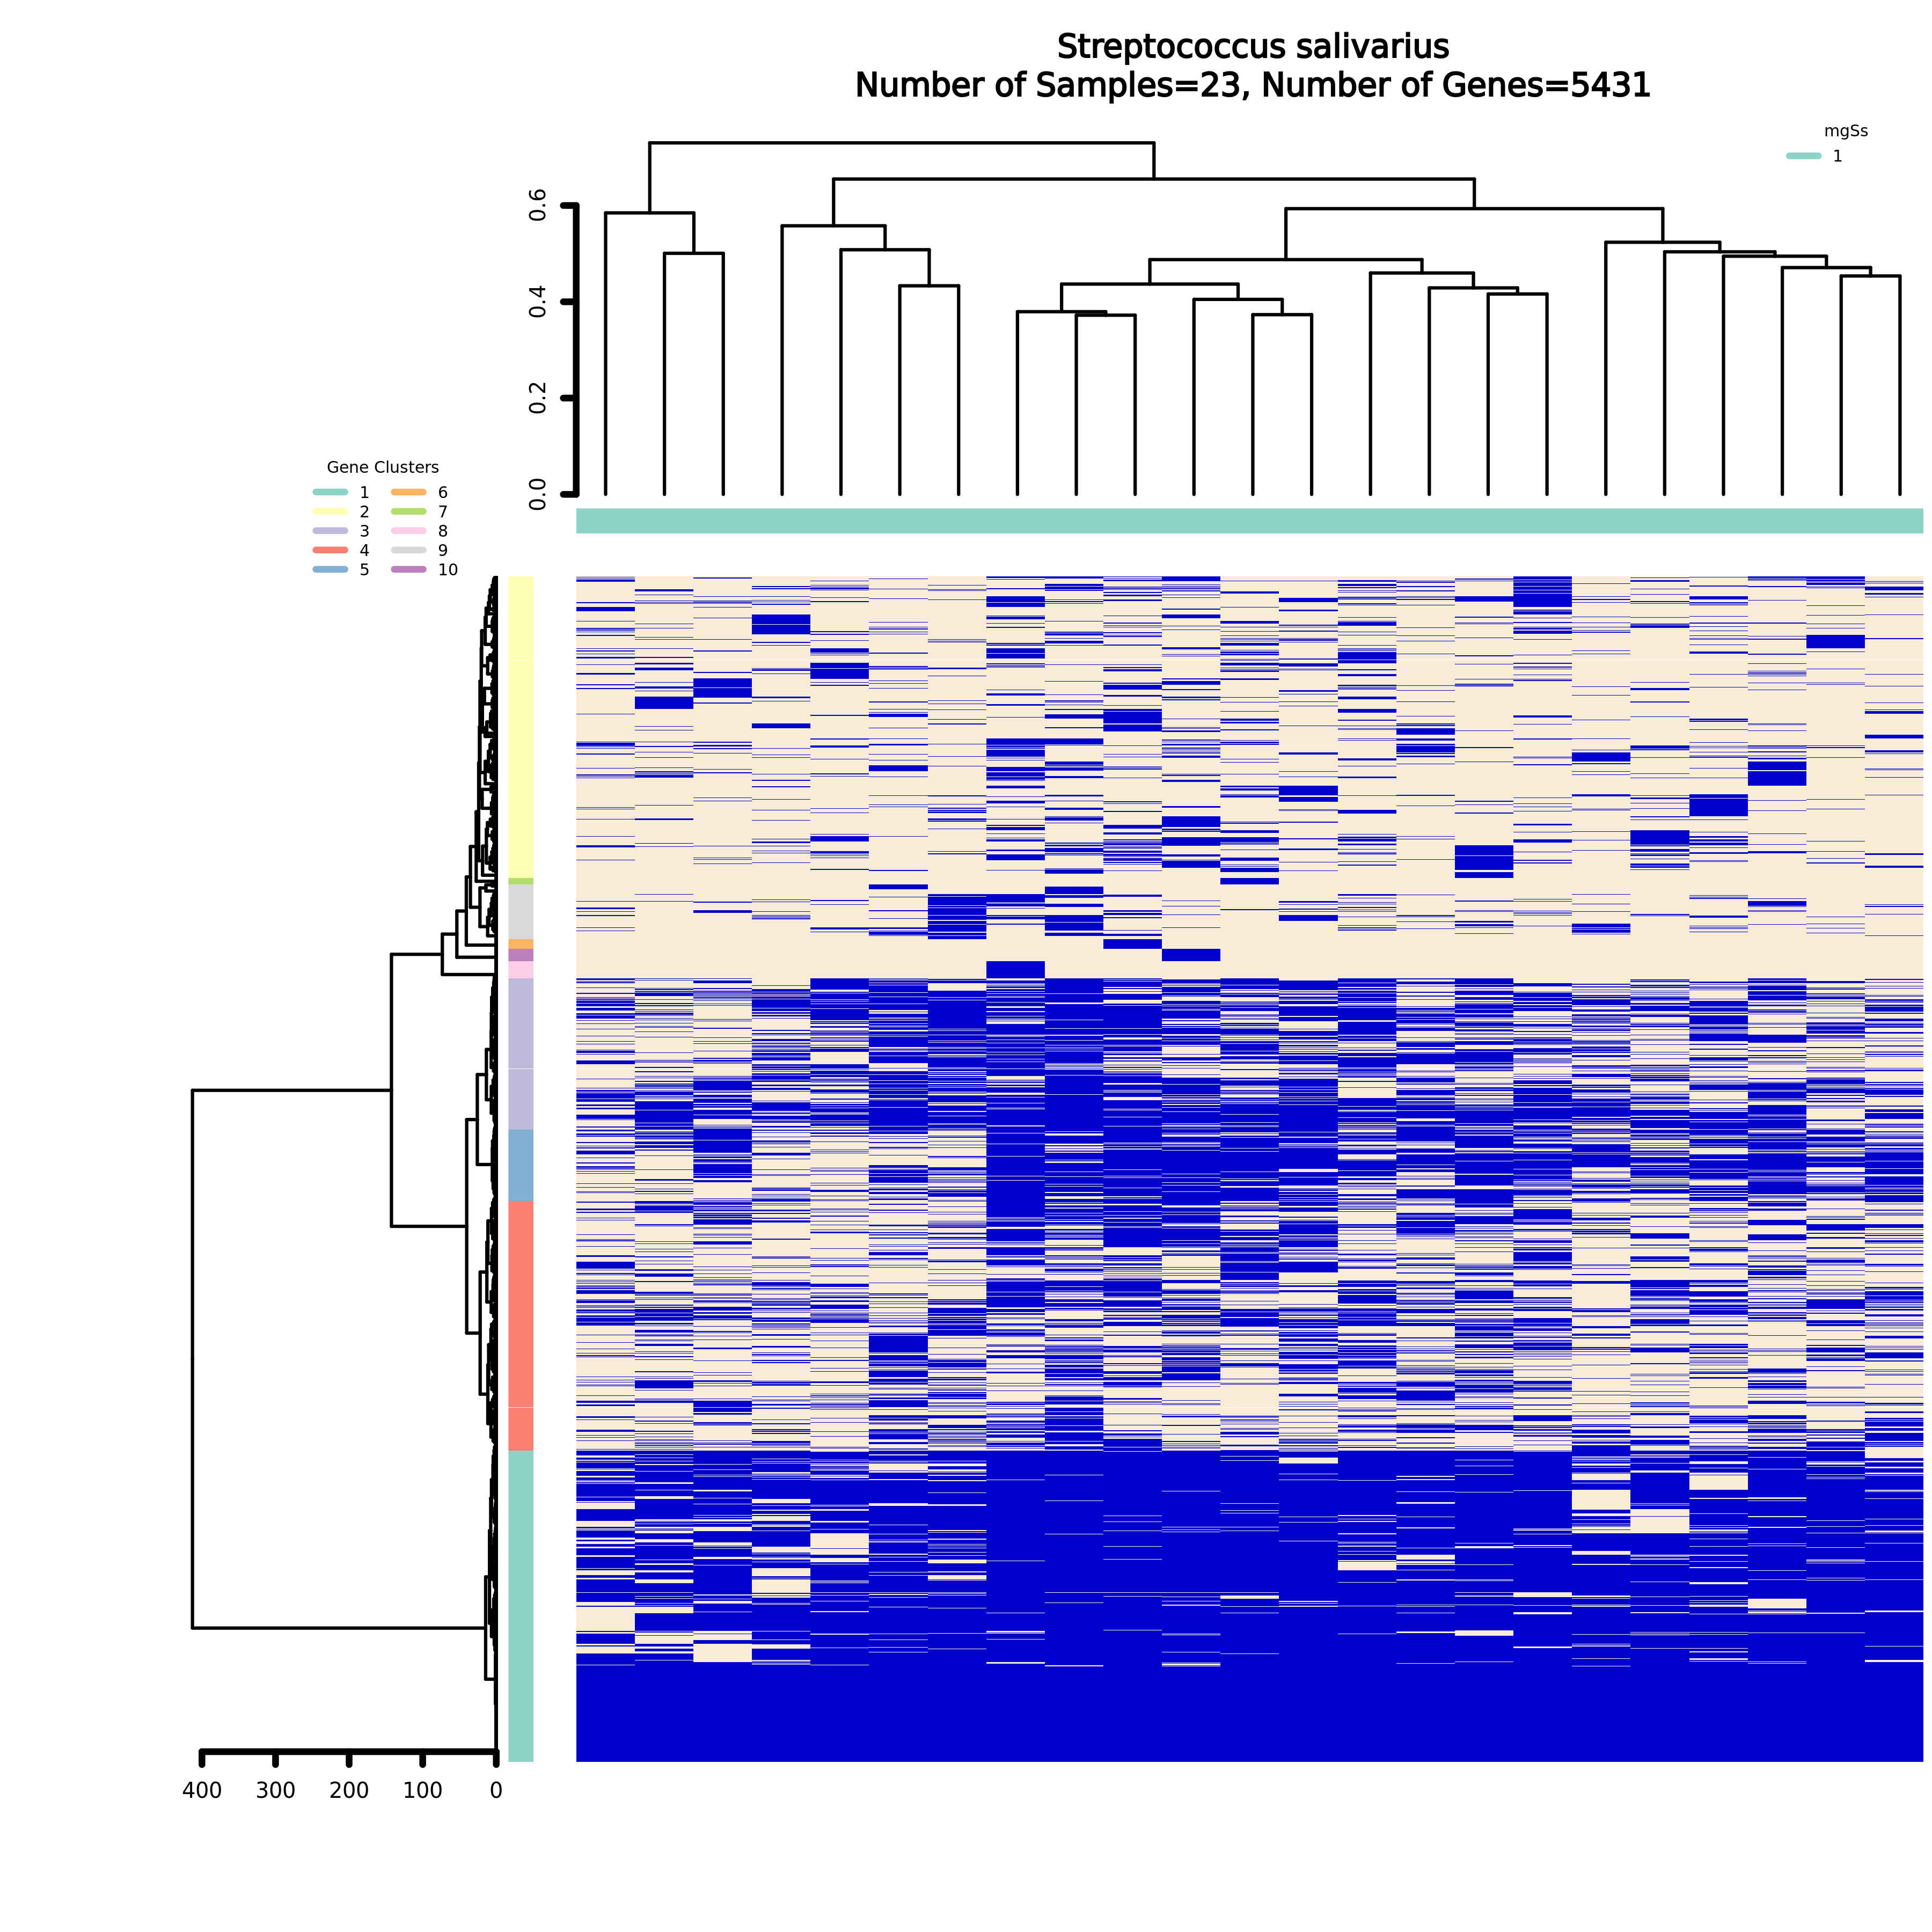 Streptococcus salivarius
Number of Samples=23, Number of Genes=5431
mgSs
1
0.6
0.4
0.2
0.0
Gene Clusters
1 6
2 7
3 8
4 9
5 10
400 300 200 100 0